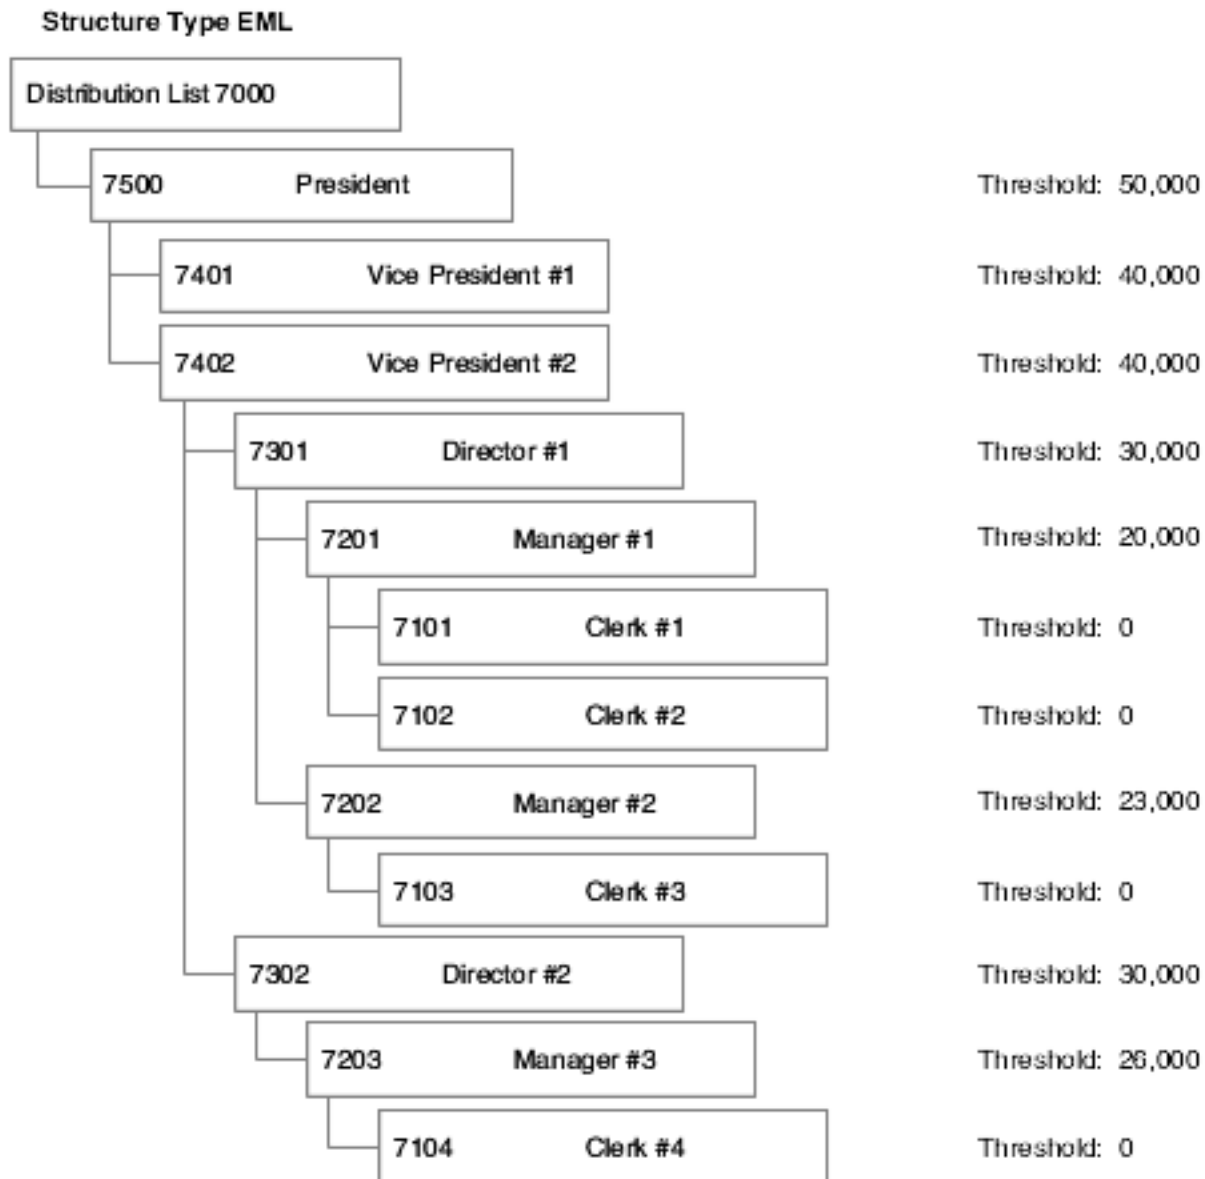 Structure Type EML
Distribution List 7000
7500 President Threshold: 50,000
7401 Vice President #1 Threshold: 40,000
7402 Vice President #2 Threshold: 40,000
7301 Director #1 Threshold: 30,000
7201 Manager #1 Threshold: 20,000
7101 Clerk #1 Threshold: 0
7102 Clerk #2 Threshold: 0
7202 Manager #2 Threshold: 23,000
7103 Clerk #3 Threshold: 0
7302 Director #2 Threshold: 30,000
7203 Manager #3 Threshold: 26,000
7104 Clerk #4 Threshold: 0